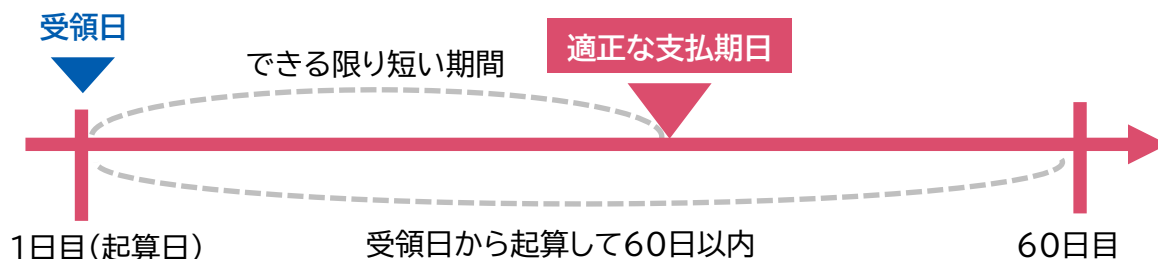 受領日
できる限り短い期間
適正な支払期日
1日目(起算日)
受領日から起算して60日以内
60日目